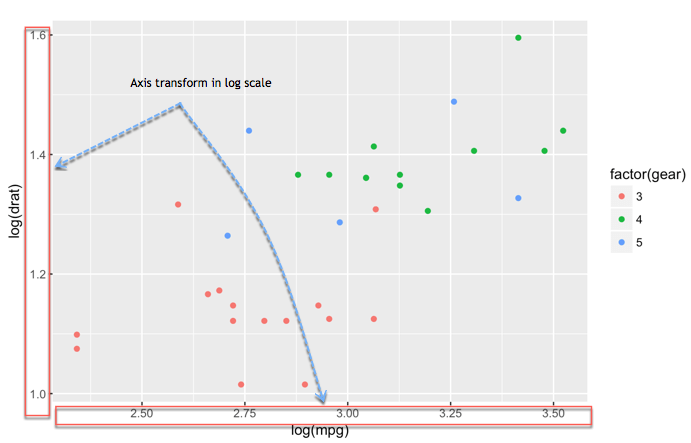 1.6
Axis transform in log scale
1.4
log(drat)
1.2
1.0
2.50 2.75 3.00 3.25 3.50
log(mpg)
factor(gear)
3
4
5